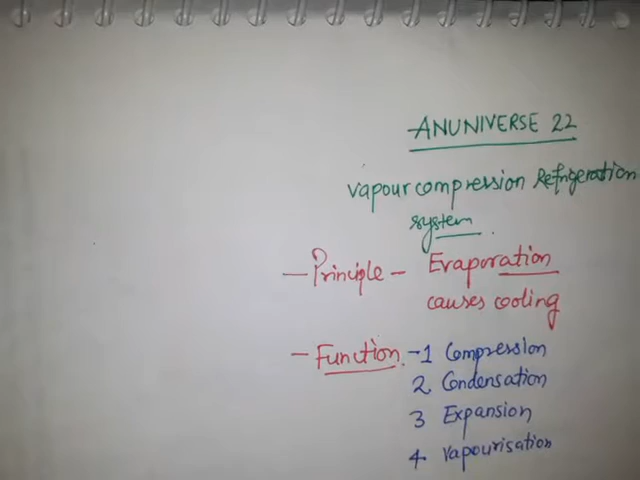 ANUNIVERSE 22
Vapour compression Refrigeration
system.
- Principle - Evaporation
causes cooling
- Function. -1 Compression
2 Condensation
3 Expansion
4 Vapourisation